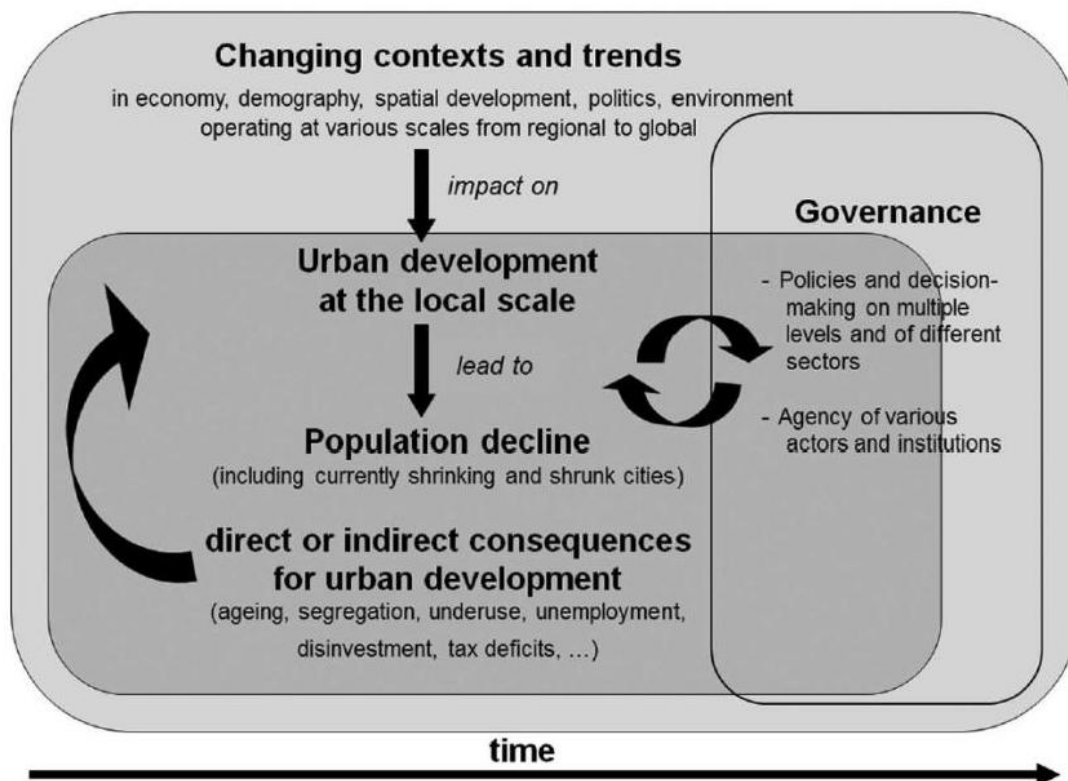 Changing contexts and trends
in economy, demography, spatial development, politics, environment
operating at various scales from regional to global
impact on
Governance
Urban development
at the local scale
- Policies and decision-
making on multiple
levels and of different
sectors
lead to
- Agency of various
actors and institutions
Population decline
(including currently shrinking and shrunk cities)
direct or indirect consequences
for urban development
(ageing, segregation, underuse, unemployment,
disinvestment, tax deficits, ...)
time